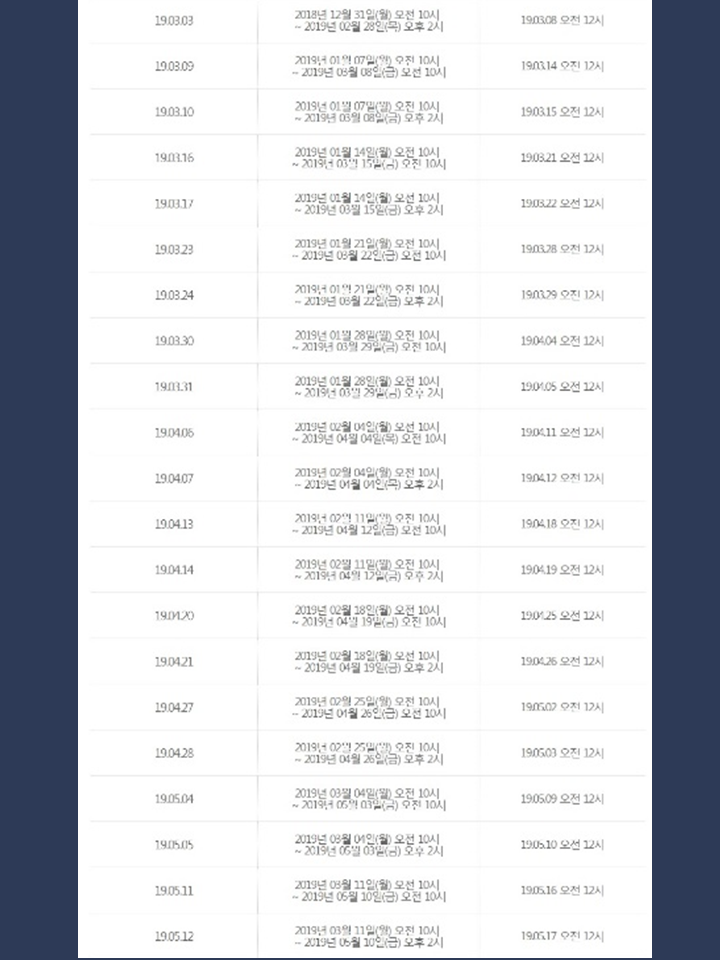 19.03.03
2018년 12월 31일(월) 오전 10시
~ 2019년 02월 28일(목) 오후 2시
19.03.08 오전 12시
19.03.09
2019년 01월 07일(월) 오전 10시
~ 2019년 03월 08일(금) 오전 10시
19.03.14 오전 12시
19.03.10
2019년 01월 07일(월) 오전 10시
~ 2019년 03월 08일(금) 오후 2시
19.03.15 오전 12시
19.03.16
2019년 01월 14일(월) 오전 10시
~ 2019년 03월 15일(금) 오전 10시
19.03.21 오전 12시
19.03.17
2019년 01월 14일(월) 오전 10시
~ 2019년 03월 15일(금) 오후 2시
19.03.22 오전 12시
19.03.23
2019년 01월 21일(월) 오전 10시
~ 2019년 03월 22일(금) 오전 10시
19.03.28 오전 12시
19.03.24
2019년 01월 21일(월) 오전 10시
~ 2019년 03월 22일(금) 오후 2시
19.03.29 오전 12시
19.03.30
2019년 01월 28일(월) 오전 10시
~ 2019년 03월 29일(금) 오전 10시
19.04.04 오전 12시
19.03.31
2019년 01월 28일(월) 오전 10시
~ 2019년 03월 29일(금) 오후 2시
19.04.05 오전 12시
19.04.06
2019년 02월 04일(월) 오전 10시
~ 2019년 04월 04일(목) 오전 10시
19.04.11 오전 12시
19.04.07
2019년 02월 04일(월) 오전 10시
~ 2019년 04월 04일(목) 오후 2시
19.04.12 오전 12시
19.04.13
2019년 02월 11일(월) 오전 10시
~ 2019년 04월 12일(금) 오전 10시
19.04.18 오전 12시
19.04.14
2019년 02월 11일(월) 오전 10시
~ 2019년 04월 12일(금) 오후 2시
19.04.19 오전 12시
19.04.20
2019년 02월 18일(월) 오전 10시
~ 2019년 04월 19일(금) 오전 10시
19.04.25 오전 12시
19.04.21
2019년 02월 18일(월) 오전 10시
~ 2019년 04월 19일(금) 오후 2시
19.04.26 오전 12시
19.04.27
2019년 02월 25일(월) 오전 10시
~ 2019년 04월 26일(금) 오전 10시
19.05.02 오전 12시
19.04.28
2019년 02월 25일(월) 오전 10시
~ 2019년 04월 26일(금) 오후 2시
19.05.03 오전 12시
19.05.04
2019년 03월 04일(월) 오전 10시
~ 2019년 05월 03일(금) 오전 10시
19.05.09 오전 12시
19.05.05
2019년 03월 04일(월) 오전 10시
~ 2019년 05월 03일(금) 오후 2시
19.05.10 오전 12시
19.05.11
2019년 03월 11일(월) 오전 10시
~ 2019년 05월 10일(금) 오전 10시
19.05.16 오전 12시
19.05.12
2019년 03월 11일(월) 오전 10시
~ 2019년 05월 10일(금) 오후 2시
19.05.17 오전 12시